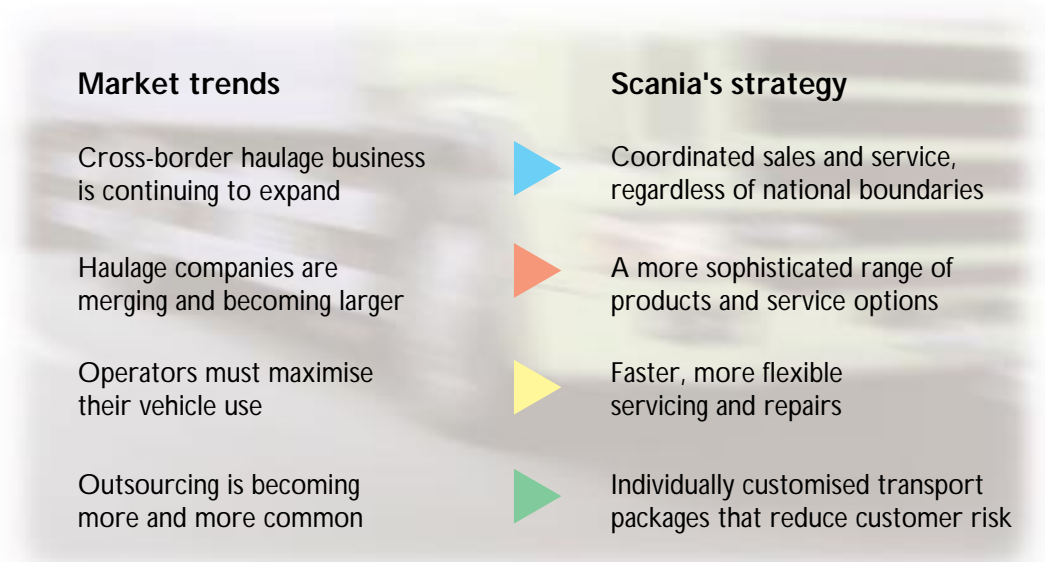 Market trends
Scania's strategy
Cross-border haulage business
is continuing to expand
Coordinated sales and service,
regardless of national boundaries
Haulage companies are
merging and becoming larger
A more sophisticated range of
products and service options
Operators must maximise
their vehicle use
Faster, more flexible
servicing and repairs
Outsourcing is becoming
more and more common
Individually customised transport
packages that reduce customer risk